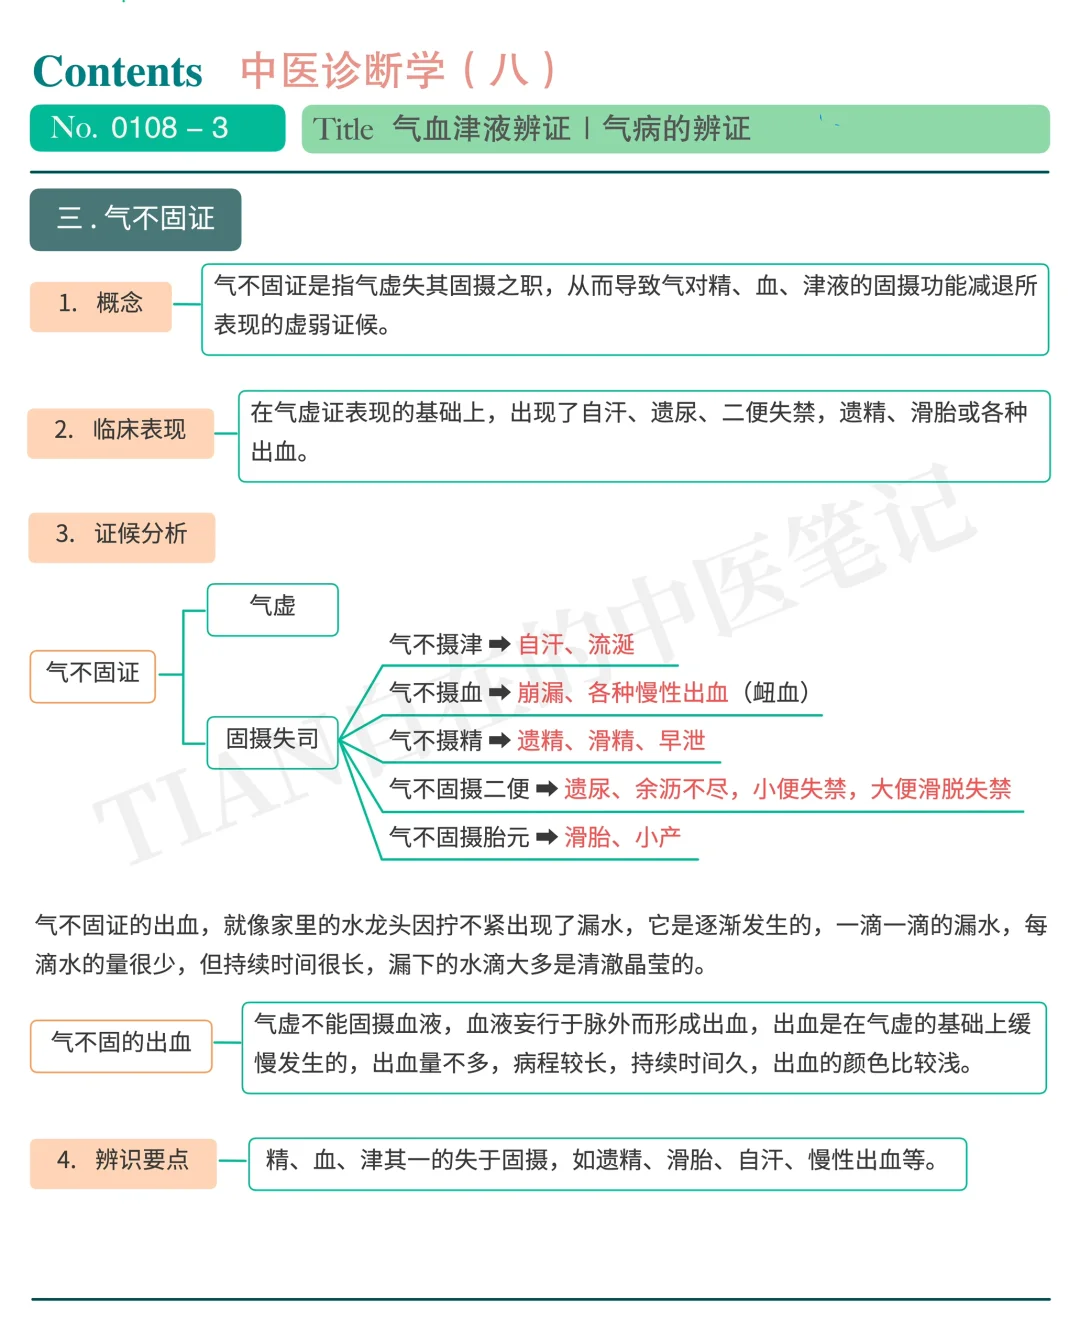 Contents 中医诊断学（八）
No. 0108 – 3
Title 气血津液辨证 | 气病的辨证
三 . 气不固证
1. 概念
气不固证是指气虚失其固摄之职，从而导致气对精、血、津液的固摄功能减退所
表现的虚弱证候。
2. 临床表现
在气虚证表现的基础上，出现了自汗、遗尿、二便失禁，遗精、滑胎或各种
出血。
3. 证候分析
气不固证
气虚
固摄失司
气不摄津 ➡ 自汗、流涎
气不摄血 ➡ 崩漏、各种慢性出血（衄血）
气不摄精 ➡ 遗精、滑精、早泄
气不固摄二便 ➡ 遗尿、余沥不尽，小便失禁，大便滑脱失禁
气不固摄胎元 ➡ 滑胎、小产
气不固证的出血，就像家里的水龙头因拧不紧出现了漏水，它是逐渐发生的，一滴一滴的漏水，每
滴水的量很少，但持续时间很长，漏下的水滴大多是清澈晶莹的。
气不固的出血
气虚不能固摄血液，血液妄行于脉外而形成出血，出血是在气虚的基础上缓
慢发生的，出血量不多，病程较长，持续时间久，出血的颜色比较浅。
4. 辨识要点
精、血、津其一的失于固摄，如遗精、滑胎、自汗、慢性出血等。
TIAN自在的中医笔记